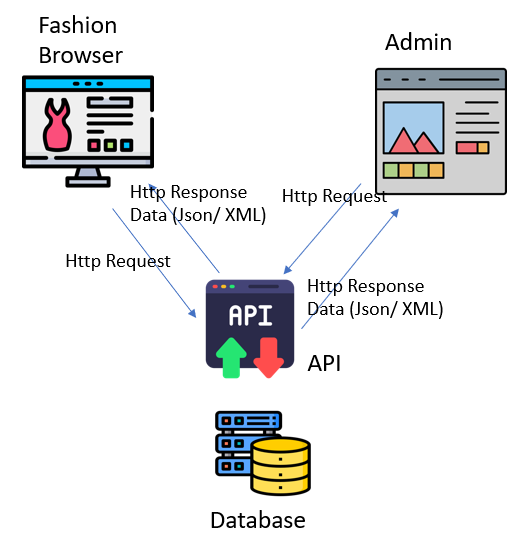 Fashion
Browser
Admin
Http Response
Data (Json/ XML)
Http Request
Http Request
Http Response
Data (Json/ XML)
API
API
Database